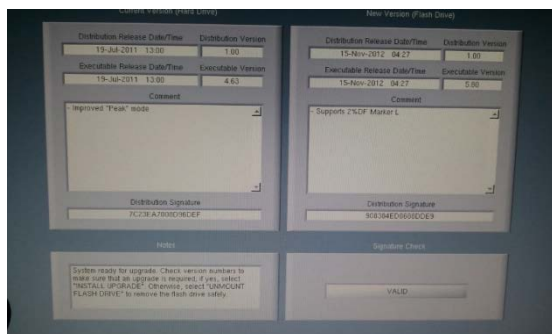 Current Version (Hard Drive)
Distribution Release Date/Time Distribution Version
19-Jul-2011 13:00 1.00
Executable Release Date/Time Executable Version
19-Jul-2011 13:00 4.63
Comment
- Improved "Peak" mode
Distribution Signature
Notes
System ready for upgrade. Check version numbers to
make sure that an upgrade is required; if yes, select
"INSTALL UPGRADE". Otherwise, select "UNMOUNT
FLASH DRIVE" to remove the flash drive safely.
New Version (Flash Drive)
Distribution Release Date/Time Distribution Version
15-Nov-2012 04:27 1.00
Executable Release Date/Time Executable Version
15-Nov-2012 04:27 5.00
Comment
- Supports 2%DF Marker L
Distribution Signature
Signature Check
VALID